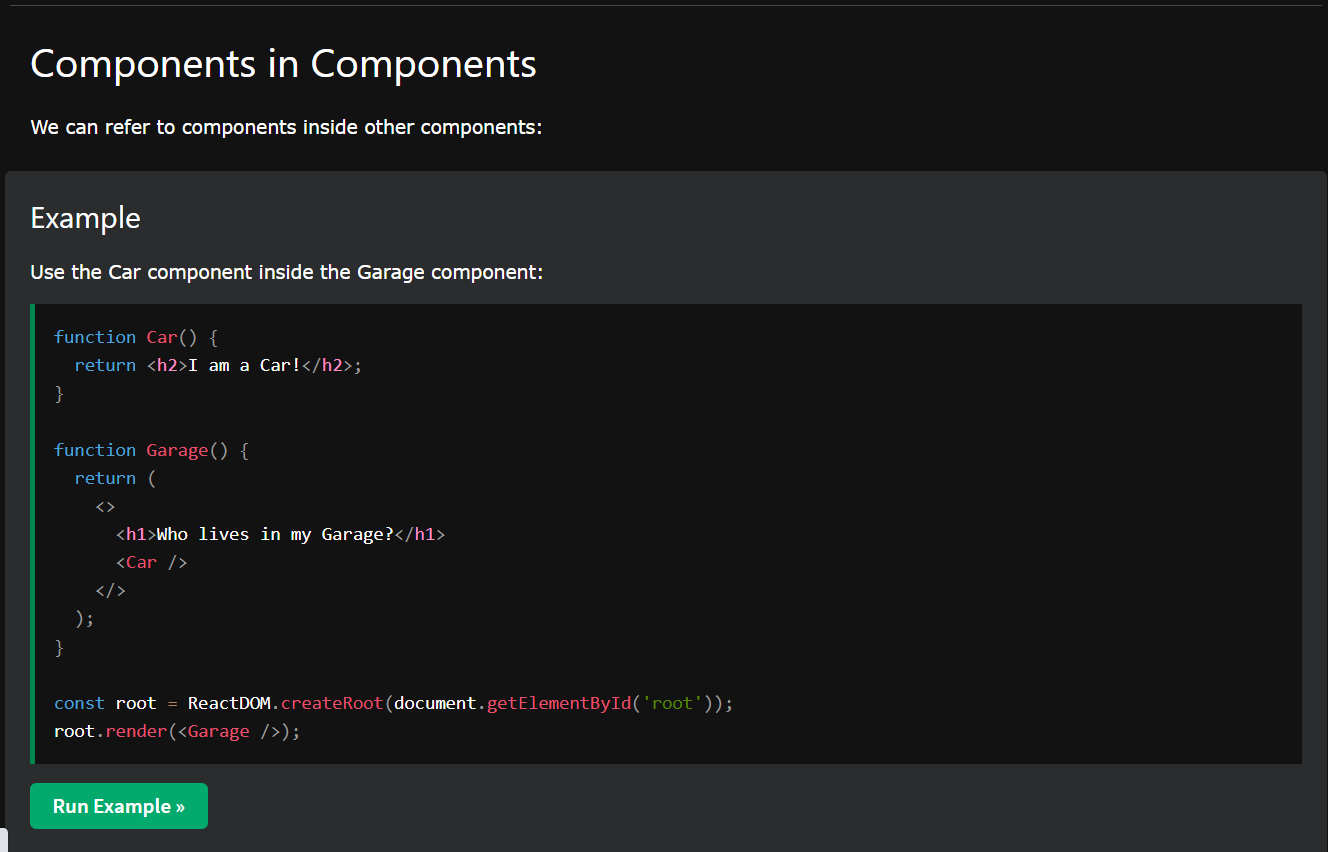 Components in Components
We can refer to components inside other components:
Example
Use the Car component inside the Garage component:
function Car() {
  return <h2>I am a Car!</h2>;
}
function Garage() {
  return (
    <>
      <h1>Who lives in my Garage?</h1>
      <Car />
    </>
  );
}
const root = ReactDOM.createRoot(document.getElementById('root'));
root.render(<Garage />);
Run Example »